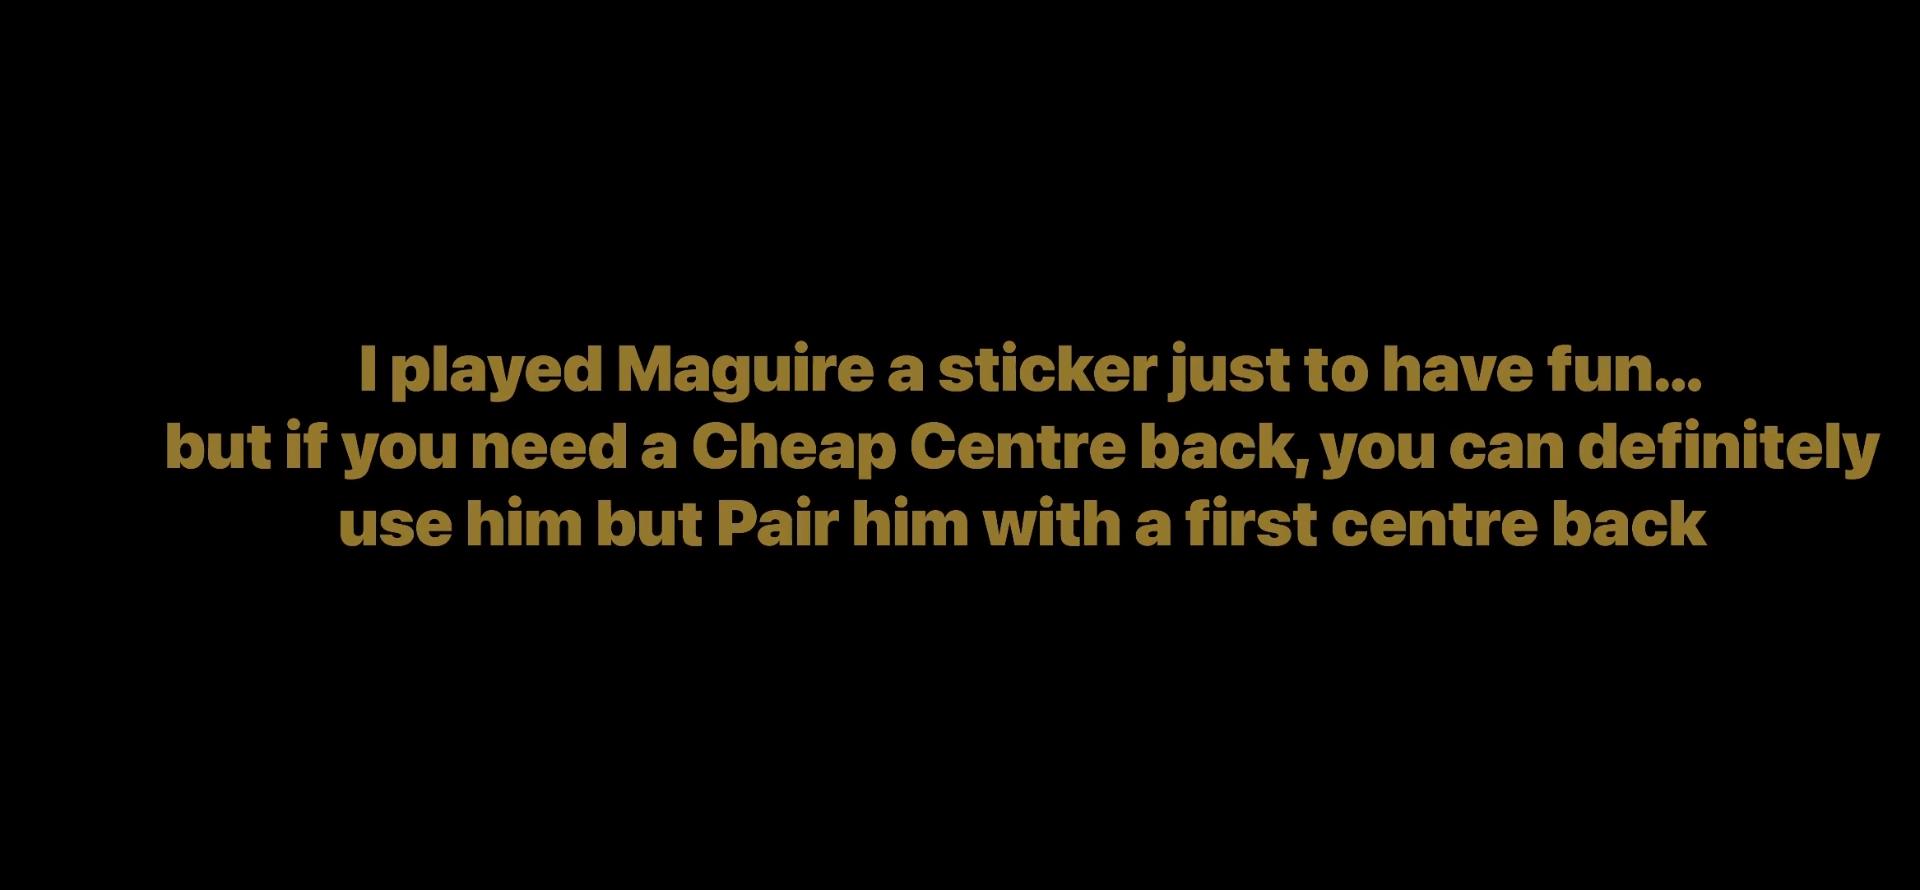 I played Maguire a sticker just to have fun...
but if you need a Cheap Centre back, you can definitely
use him but Pair him with a first centre back